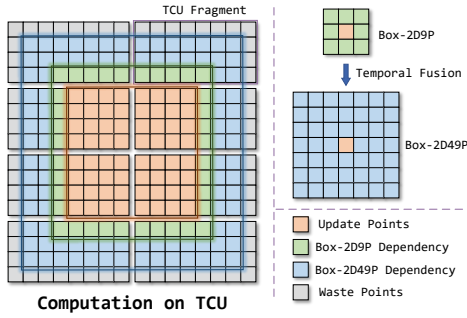 TCU Fragment
Box-2D9P
Temporal Fusion
Box-2D49P
Update Points
Box-2D9P Dependency
Box-2D49P Dependency
Waste Points
Computation on TCU